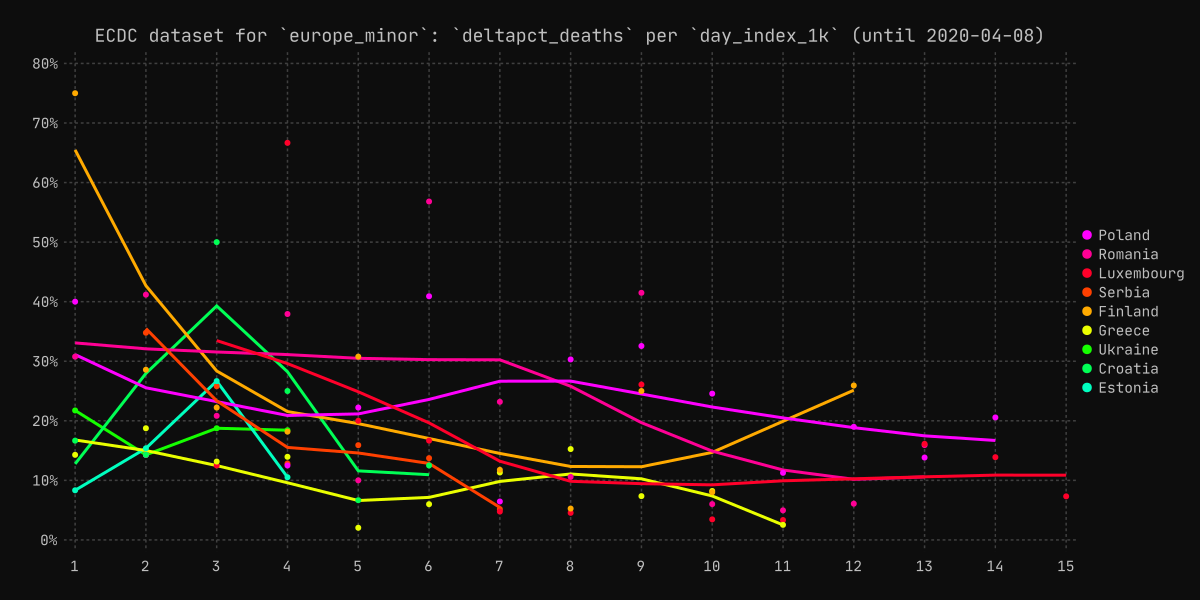 ECDC dataset for `europe_minor`: `deltapct_deaths` per `day_index_1k` (until 2020-04-08)
80%
70%
60%
50%
40%
30%
20%
10%
0%
1 2 3 4 5 6 7 8 9 10 11 12 13 14 15
Poland
Romania
Luxembourg
Serbia
Finland
Greece
Ukraine
Croatia
Estonia